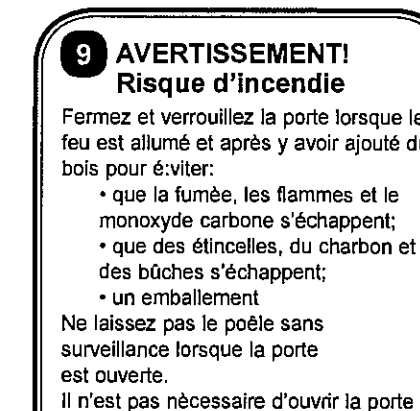 9 AVERTISSEMENT!
Risque d'incendie
Fermez et verrouillez la porte lorsque le
feu est allumé et après y avoir ajouté du
bois pour é:viter:
• que la fumèe, les flammes et le
monoxyde carbone s'échappent;
• que des étincelles, du charbon et
des bûches s'échappent;
• un emballement
Ne laissez pas le poêle sans
surveillance lorsque la porte
est ouverte.
Il n'est pas nècessaire d'ouvrir la porte